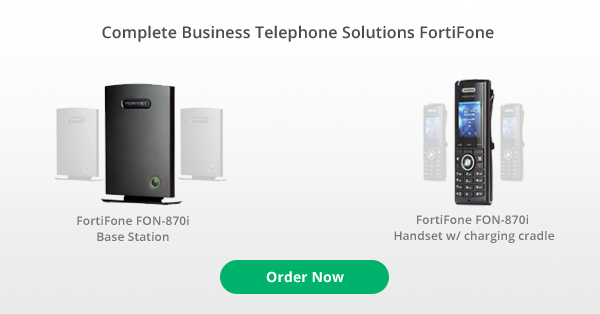 Complete Business Telephone Solutions FortiFone
FORTINET
FortiFone FON-870i
Base Station
FortiFone FON-870i
Handset w/ charging cradle
Order Now